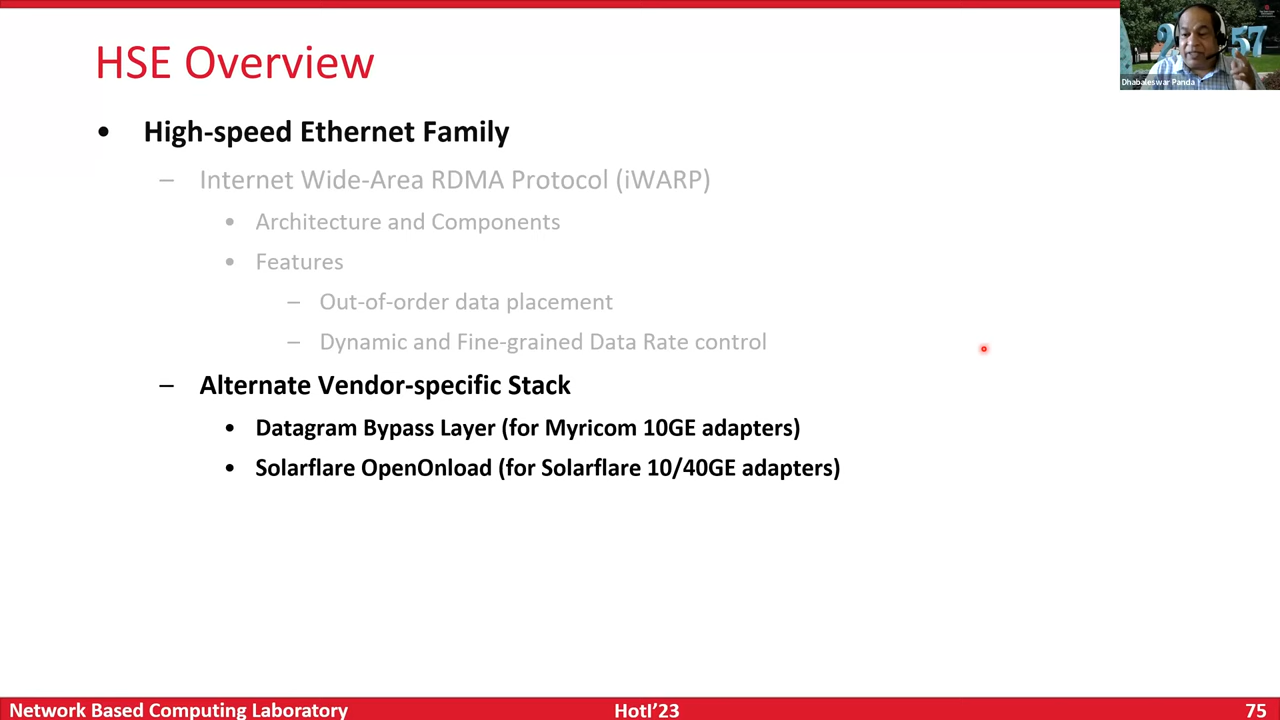 HSE Overview
• High-speed Ethernet Family
– Internet Wide-Area RDMA Protocol (iWARP)
• Architecture and Components
• Features
– Out-of-order data placement
– Dynamic and Fine-grained Data Rate control
– Alternate Vendor-specific Stack
• Datagram Bypass Layer (for Myricom 10GE adapters)
• Solarflare OpenOnload (for Solarflare 10/40GE adapters)
57
Dhabaleswar Panda
Network Based Computing Laboratory
HotI’23
75